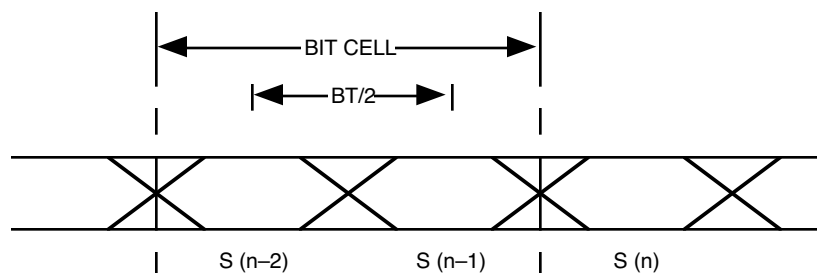 BIT CELL
BT/2
S (n–2) S (n–1) S (n)